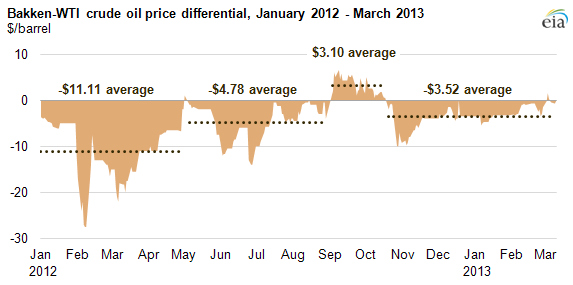 Bakken-WTI crude oil price differential, January 2012 - March 2013
$/barrel
eia
10
0
-10
-20
-30
-$11.11 average
-$4.78 average
$3.10 average
-$3.52 average
Jan Feb Mar Apr May Jun Jul Aug Sep Oct Nov Dec Jan Feb Mar
2012 2013